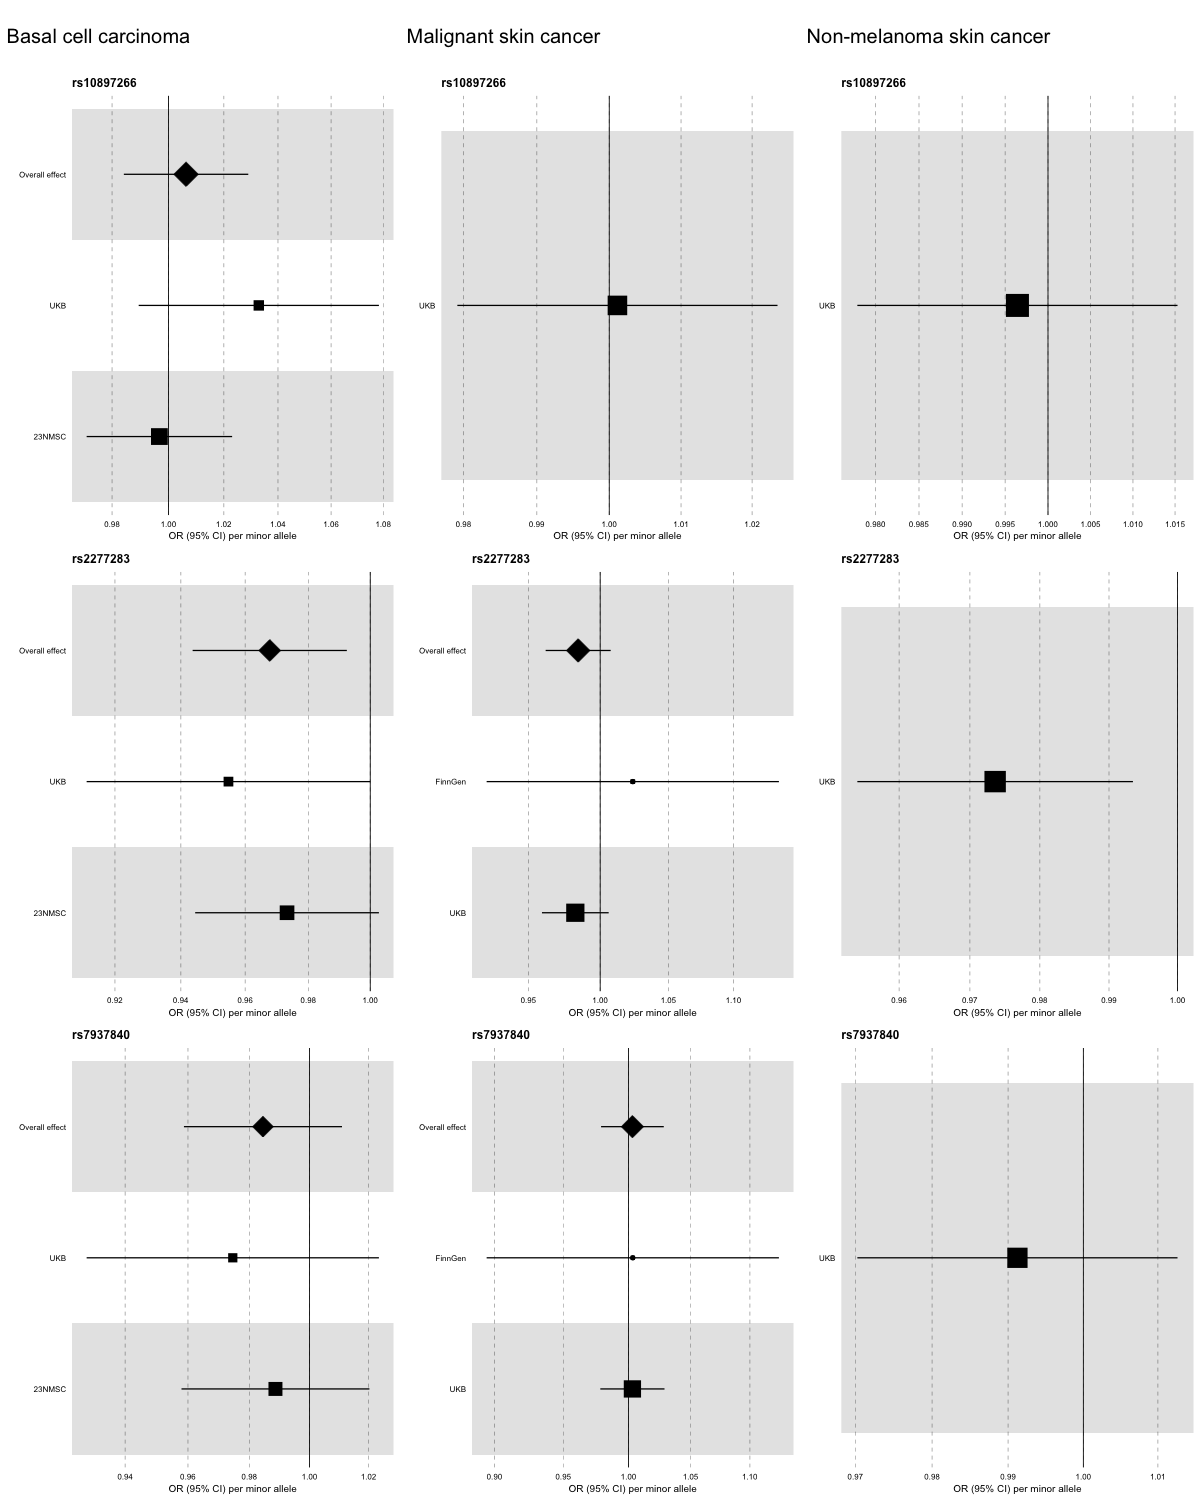 Basal cell carcinoma
Malignant skin cancer
Non-melanoma skin cancer
rs10897266
Overall effect
UKB
23NMSC
0.98 1.00 1.02 1.04 1.06 1.08
OR (95% CI) per minor allele
rs10897266
UKB
0.98 0.99 1.00 1.01 1.02
OR (95% CI) per minor allele
rs10897266
UKB
0.980 0.985 0.990 0.995 1.000 1.005 1.010 1.015
OR (95% CI) per minor allele
rs2277283
Overall effect
UKB
23NMSC
0.92 0.94 0.96 0.98 1.00
OR (95% CI) per minor allele
rs2277283
Overall effect
FinnGen
UKB
0.95 1.00 1.05 1.10
OR (95% CI) per minor allele
rs2277283
UKB
0.96 0.97 0.98 0.99 1.00
OR (95% CI) per minor allele
rs7937840
Overall effect
UKB
23NMSC
0.94 0.96 0.98 1.00 1.02
OR (95% CI) per minor allele
rs7937840
Overall effect
FinnGen
UKB
0.90 0.95 1.00 1.05 1.10
OR (95% CI) per minor allele
rs7937840
UKB
0.97 0.98 0.99 1.00 1.01
OR (95% CI) per minor allele